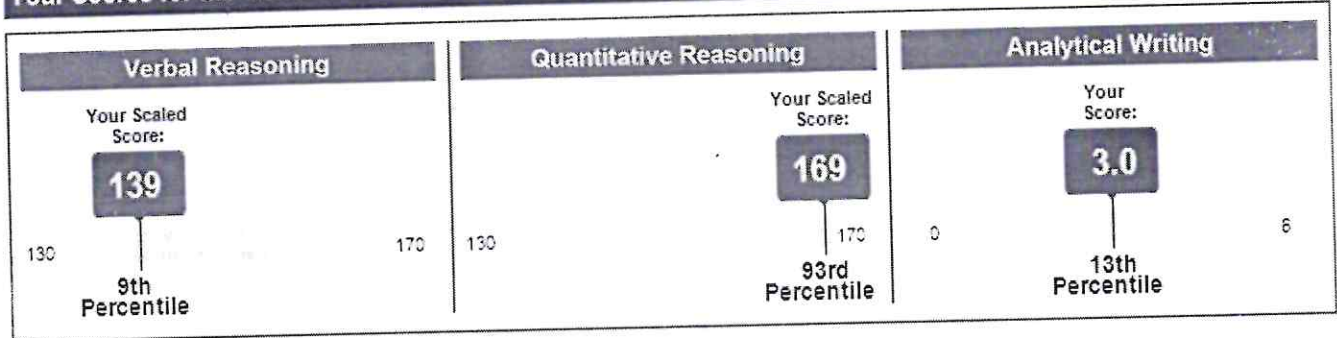 Verbal Reasoning
Your Scaled
Score:
139
130
170
9th
Percentile
Quantitative Reasoning
Your Scaled
Score:
169
130
170
93rd
Percentile
Analytical Writing
Your
Score:
3.0
0
6
13th
Percentile